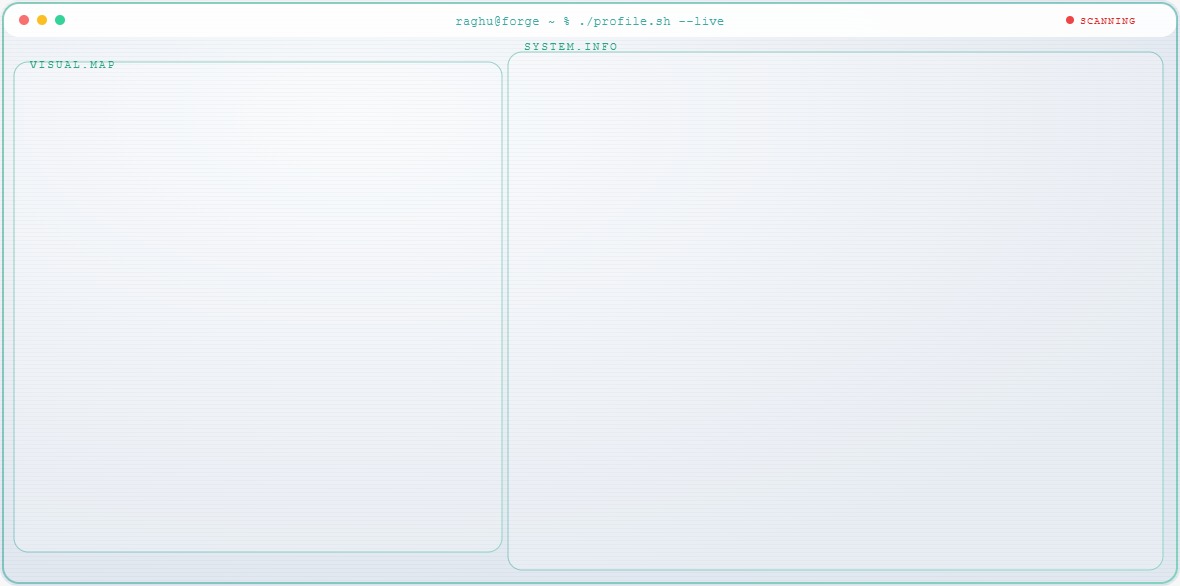 raghu@forge ~ % ./profile.sh --live
SCANNING
SYSTEM.INFO
VISUAL.MAP